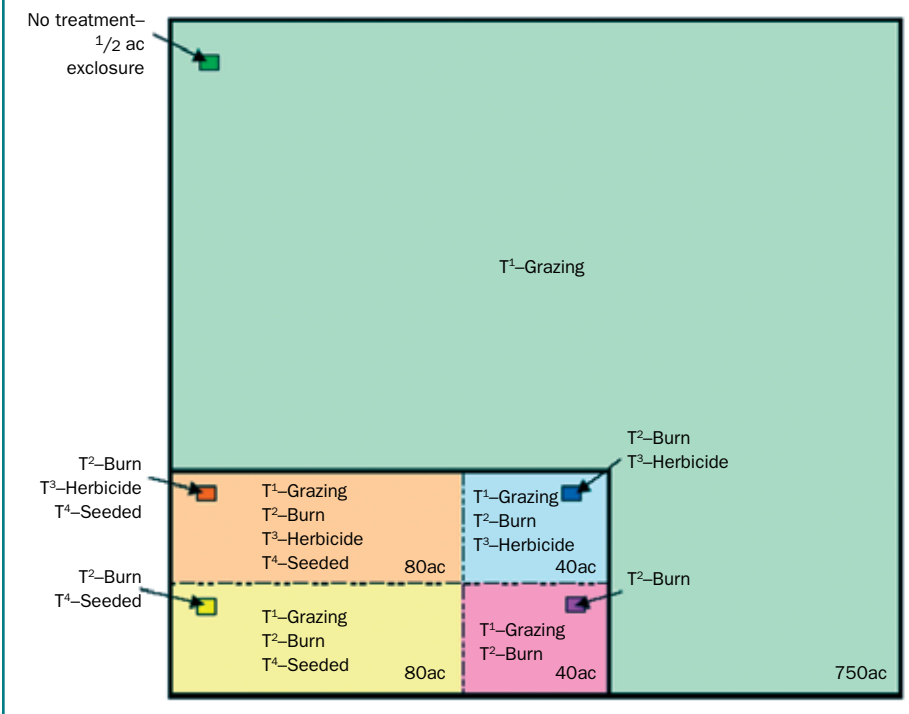 No treatment–
1/2 ac
exclosure
T¹–Grazing
T²–Burn
T³–Herbicide
T²–Burn
T³–Herbicide
T⁴–Seeded
T¹–Grazing
T²–Burn
T³–Herbicide
T⁴–Seeded
80ac
T¹–Grazing
T²–Burn
T³–Herbicide
40ac
T²–Burn
T⁴–Seeded
T¹–Grazing
T²–Burn
T⁴–Seeded
80ac
T¹–Grazing
T²–Burn
40ac
T²–Burn
750ac